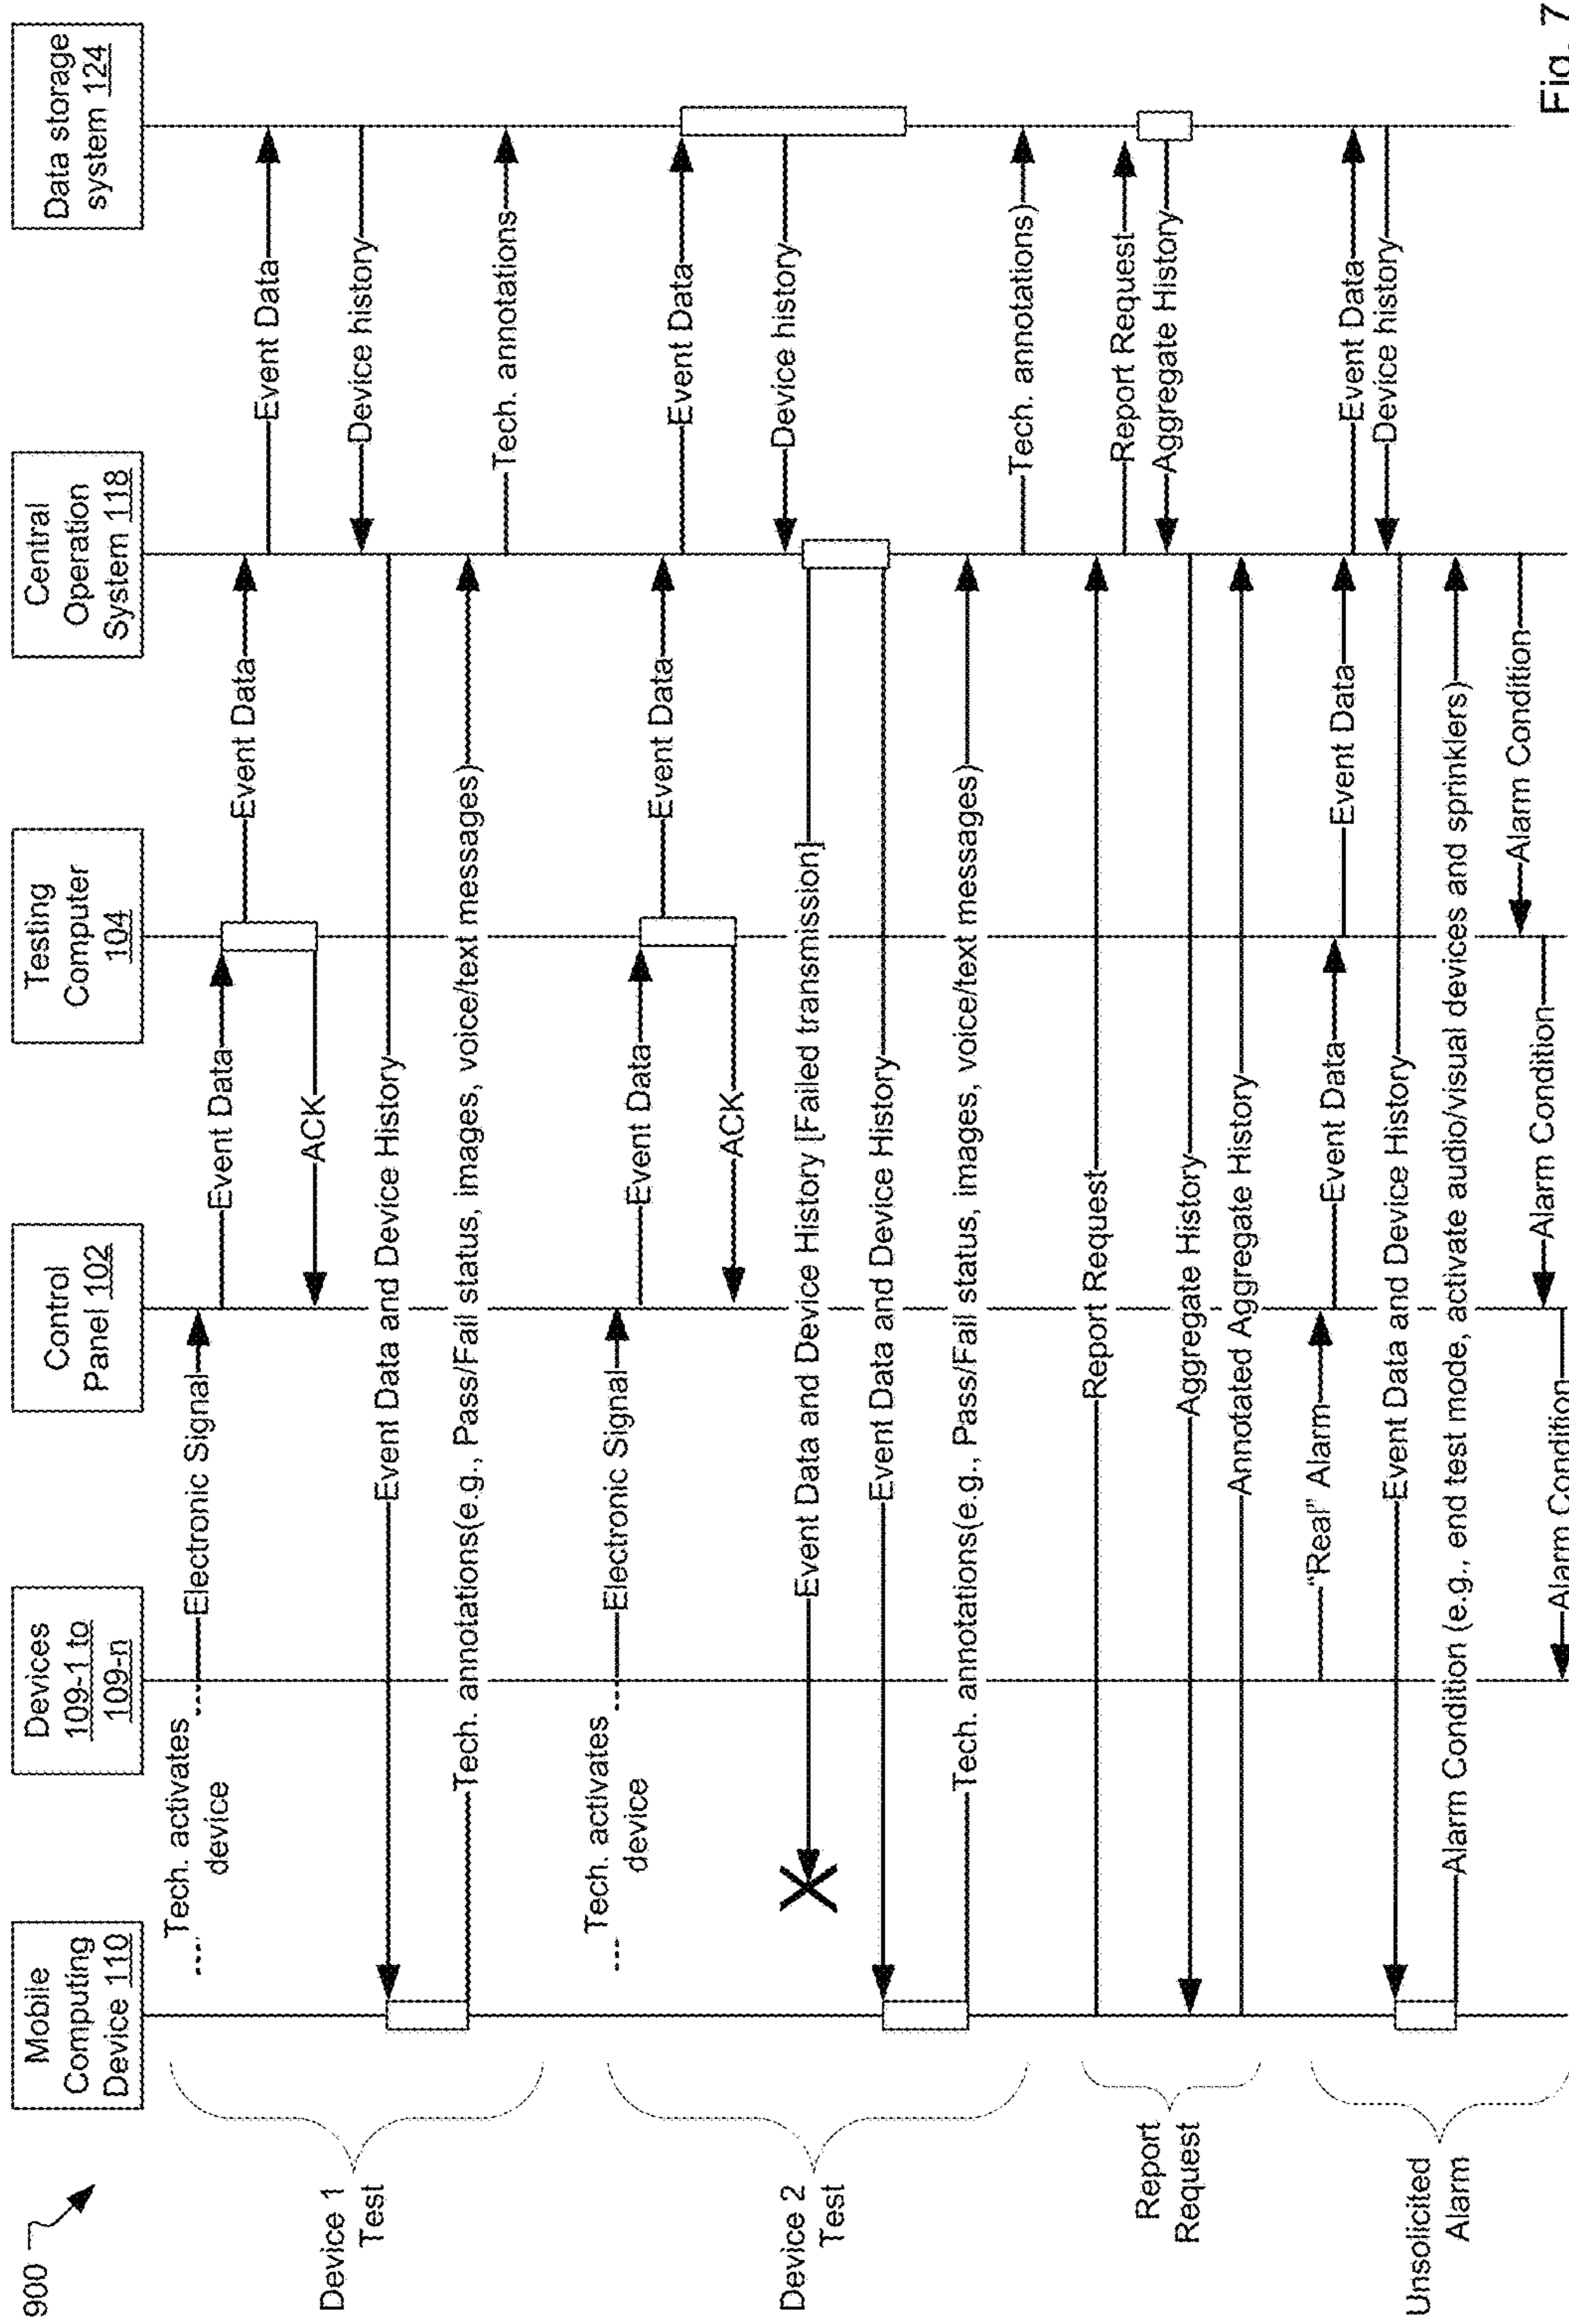 900
Mobile
Computing
Device 110
Devices
109-1 to
109-n
Control
Panel 102
Testing
Computer
104
Central
Operation
System 118
Data storage
system 124
Device 1
Test
Tech. activates
device
Electronic Signal
Event Data
Event Data
Event Data
ACK
Device history
Event Data and Device History
Tech. annotations(e.g., Pass/Fail status, images, voice/text messages)
Tech. annotations
Device 2
Test
Tech. activates
device
Electronic Signal
Event Data
Event Data
Event Data
ACK
Device history
Event Data and Device History [Failed transmission]
Event Data and Device History
Tech. annotations(e.g., Pass/Fail status, images, voice/text messages)
Tech. annotations)
Report
Request
Report Request
Report Request
Aggregate History
Aggregate History
Annotated Aggregate History
Unsolicited
Alarm
"Real" Alarm
Event Data
Event Data
Event Data
Device history
Event Data and Device History
Alarm Condition (e.g., end test mode, activate audio/visual devices and sprinklers)
Alarm Condition
Alarm Condition
Alarm Condition
Fig. 7